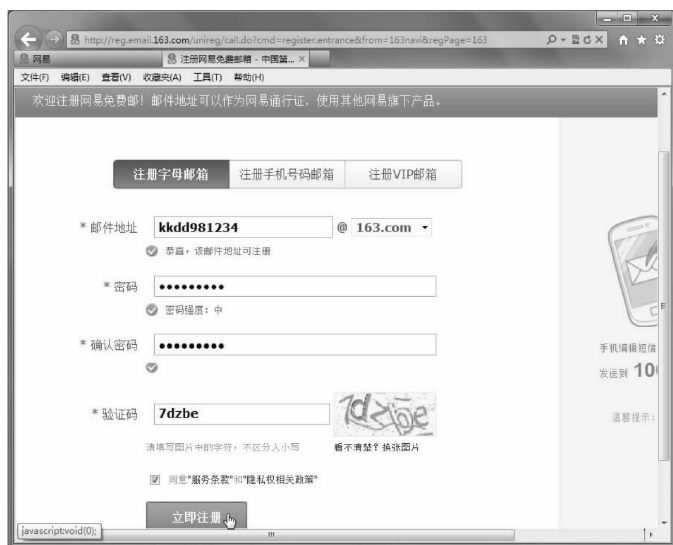 http://reg.email.163.com/unireg/call.do?cmd=register.entrance&from=163navi&regPage=163
网易
注册网易免费邮箱 - 中国第...
文件(F) 编辑(E) 查看(V) 收藏夹(A) 工具(T) 帮助(H)
欢迎注册网易免费邮！邮件地址可以作为网易通行证，使用其他网易旗下产品。
注册字母邮箱 注册手机号码邮箱 注册VIP邮箱
* 邮件地址 kkdd981234 @ 163.com
恭喜，该邮件地址可注册
* 密码 •••••••••
密码强度：中
* 确认密码 •••••••••
手机编辑短信
发送到 10
* 验证码 7dzbe 7dzbe
温馨提示：
请填写图片中的字符，不区分大小写 看不清楚？换张图片
同意"服务条款"和"隐私权相关政策"
立即注册
javascript:void(0);